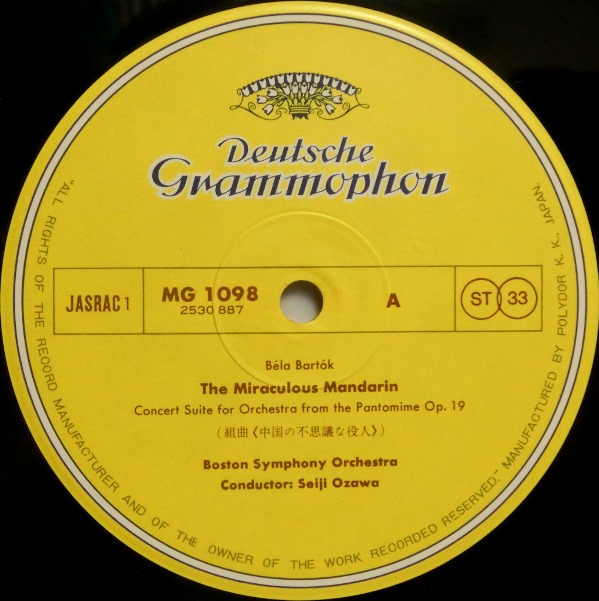 Deutsche
Grammophon
JASRAC 1
MG 1098
2530 887
A
ST 33
Béla Bartók
The Miraculous Mandarin
Concert Suite for Orchestra from the Pantomime Op. 19
(組曲《中国の不思議な役人》)
Boston Symphony Orchestra
Conductor: Seiji Ozawa
"ALL RIGHTS OF THE RECORD MANUFACTURER AND OF THE OWNER OF THE WORK RECORDED RESERVED." MANUFACTURED BY POLYDOR K. K., JAPAN.